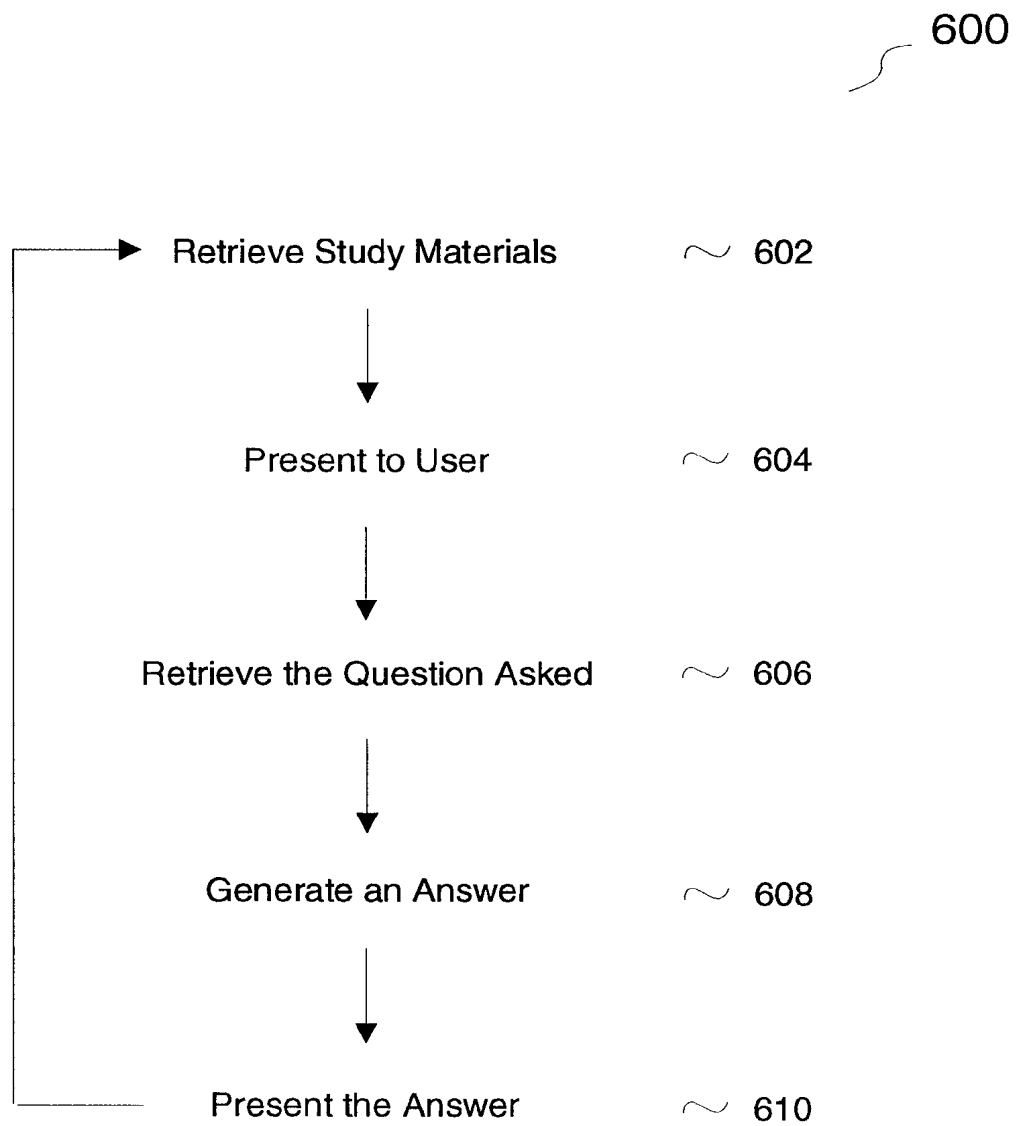 600
Retrieve Study Materials 602
Present to User 604
Retrieve the Question Asked 606
Generate an Answer 608
Present the Answer 610